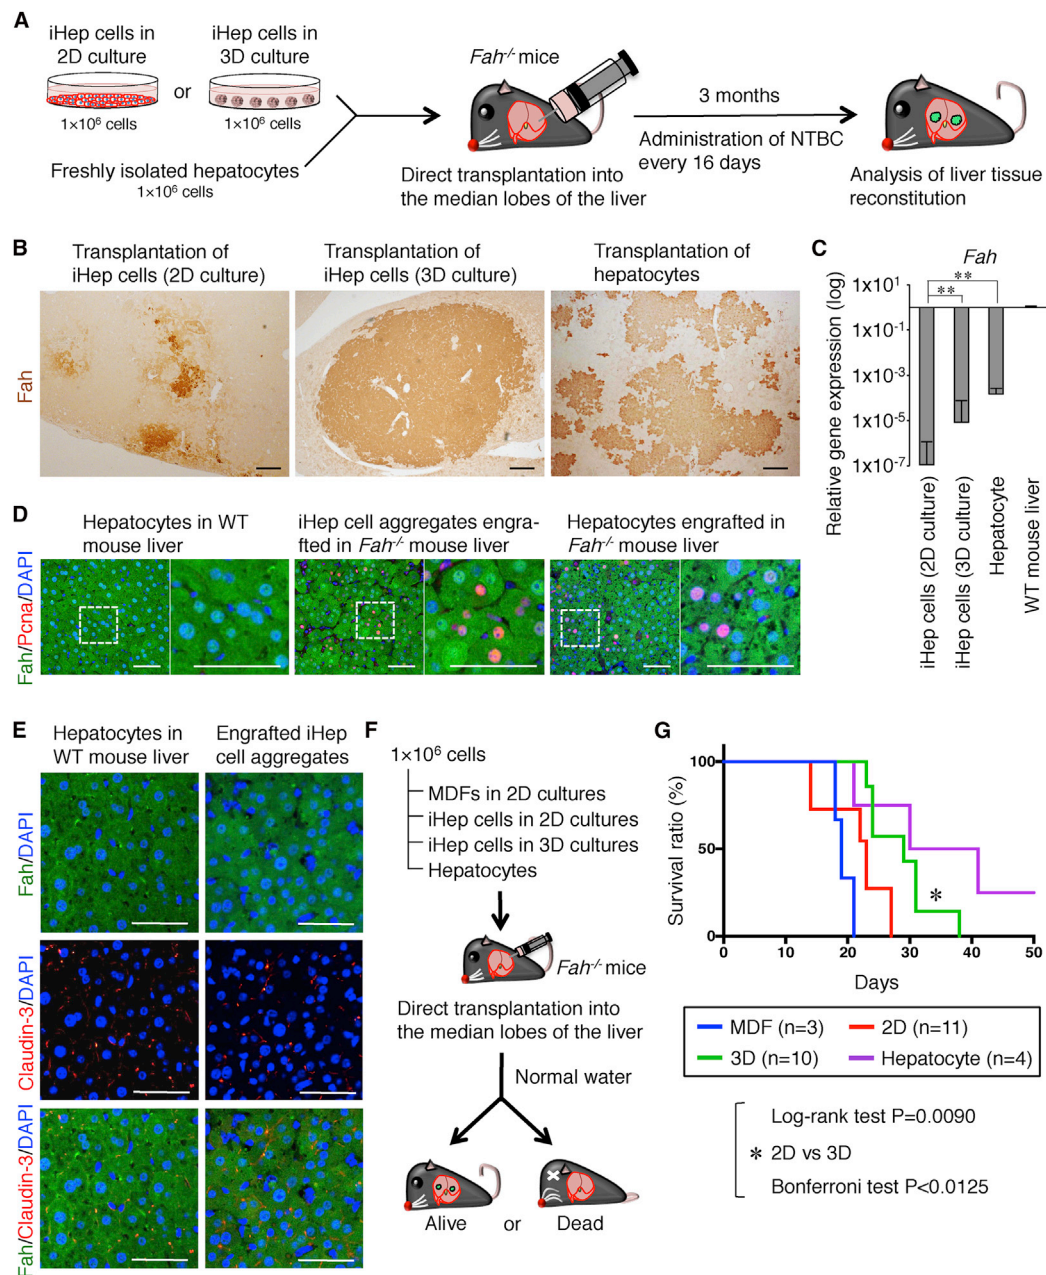 A
iHep cells in
2D culture
or
iHep cells in
3D culture
1×10⁶ cells
1×10⁶ cells
Freshly isolated hepatocytes
1×10⁶ cells
Fah-/- mice
Direct transplantation into
the median lobes of the liver
3 months
Administration of NTBC
every 16 days
Analysis of liver tissue
reconstitution
B
Transplantation of
iHep cells (2D culture)
Transplantation of
iHep cells (3D culture)
Transplantation of
hepatocytes
Fah
C
Fah
**
**
Relative gene expression (log)
1x10¹
1x10-1
1x10-3
1x10-5
1x10-7
iHep cells (2D culture)
iHep cells (3D culture)
Hepatocyte
WT mouse liver
D
Hepatocytes in WT
mouse liver
iHep cell aggregates engra-
fted in Fah-/- mouse liver
Hepatocytes engrafted in
Fah-/- mouse liver
Fah/Pcna/DAPI
E
Hepatocytes in
WT mouse liver
Engrafted iHep
cell aggregates
Fah/DAPI
Claudin-3/DAPI
Fah/Claudin-3/DAPI
F
1×10⁶ cells
MDFs in 2D cultures
iHep cells in 2D cultures
iHep cells in 3D cultures
Hepatocytes
Fah-/- mice
Direct transplantation into
the median lobes of the liver
Normal water
Alive or Dead
G
Survival ratio (%)
100
50
0
0 10 20 30 40 50
Days
*
MDF (n=3) 2D (n=11)
3D (n=10) Hepatocyte (n=4)
Log-rank test P=0.0090
* 2D vs 3D
Bonferroni test P<0.0125